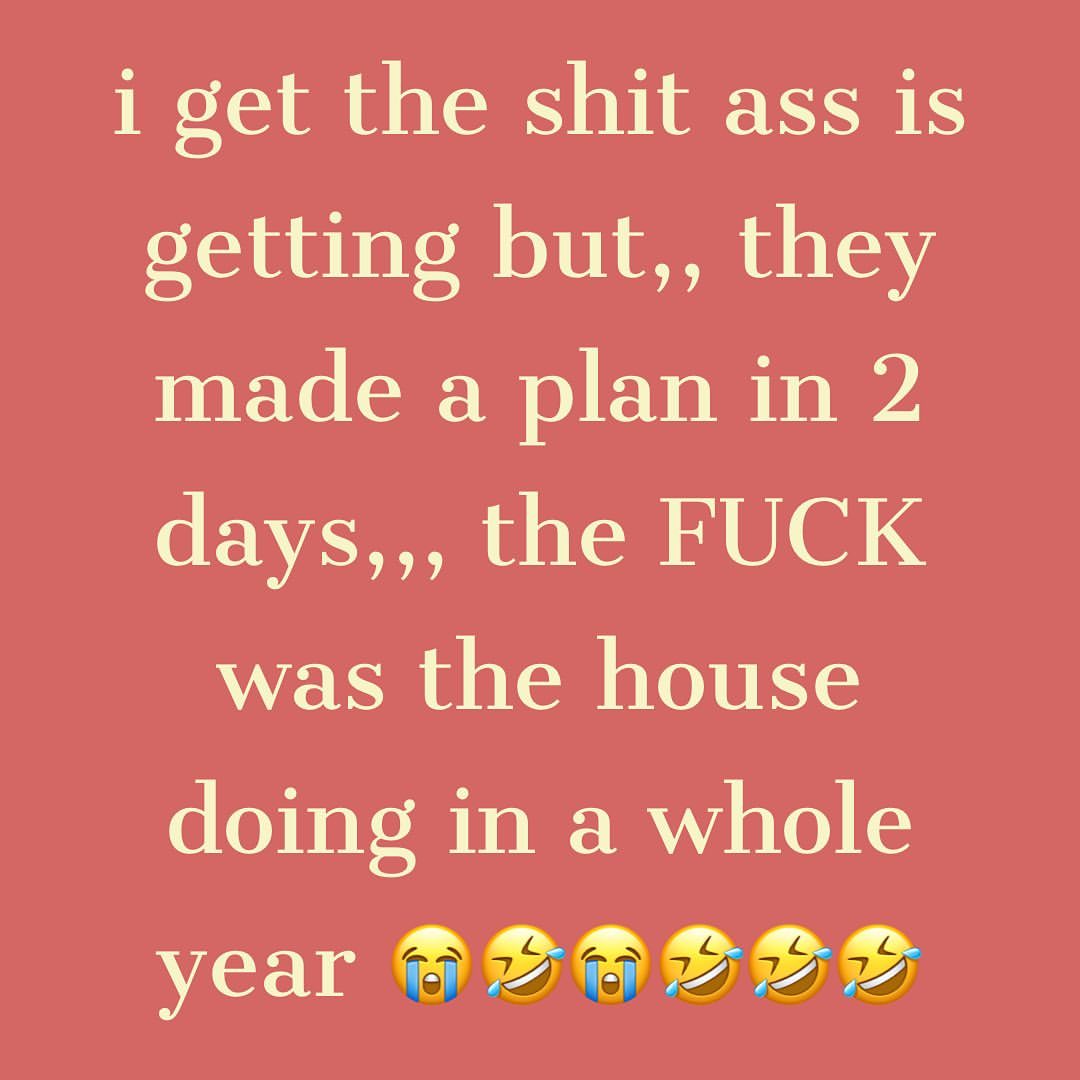 i get the shit ass is
getting but,, they
made a plan in 2
days,,, the FUCK
was the house
doing in a whole
year 😭🤣😭🤣🤣🤣